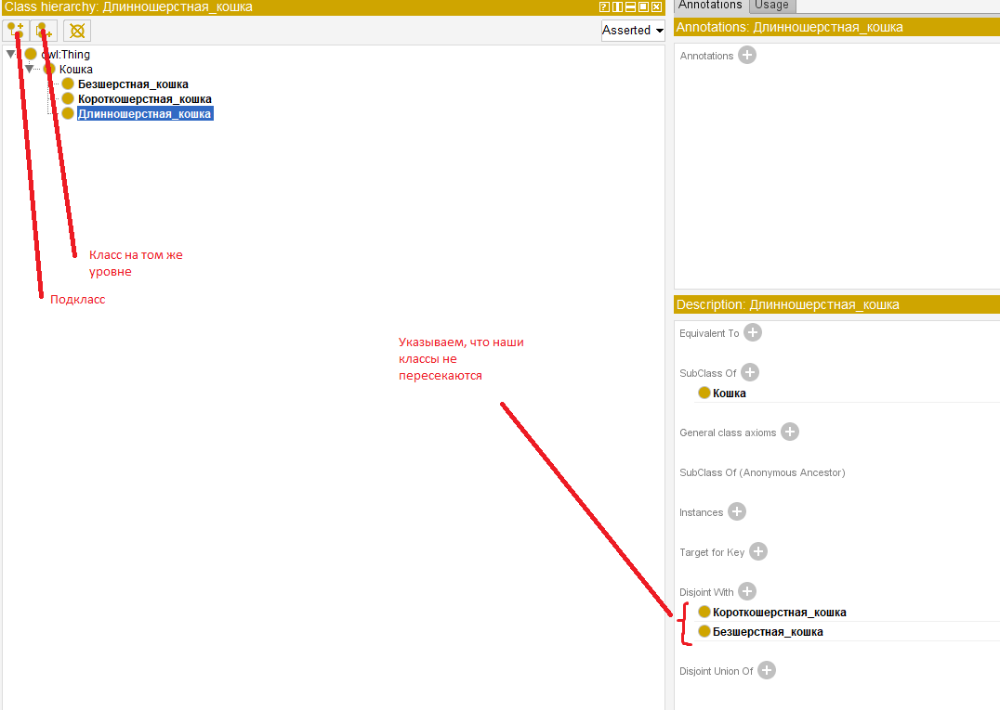 Class hierarchy: Длинношерстная_кошка
Asserted
owl:Thing
Кошка
Безшерстная_кошка
Короткошерстная_кошка
Длинношерстная_кошка
Класс на том же
уровне
Подкласс
Указываем, что наши
классы не
пересекаются
Annotations Usage
Annotations: Длинношерстная_кошка
Annotations
Description: Длинношерстная_кошка
Equivalent To
SubClass Of
Кошка
General class axioms
SubClass Of (Anonymous Ancestor)
Instances
Target for Key
Disjoint With
Короткошерстная_кошка
Безшерстная_кошка
Disjoint Union Of